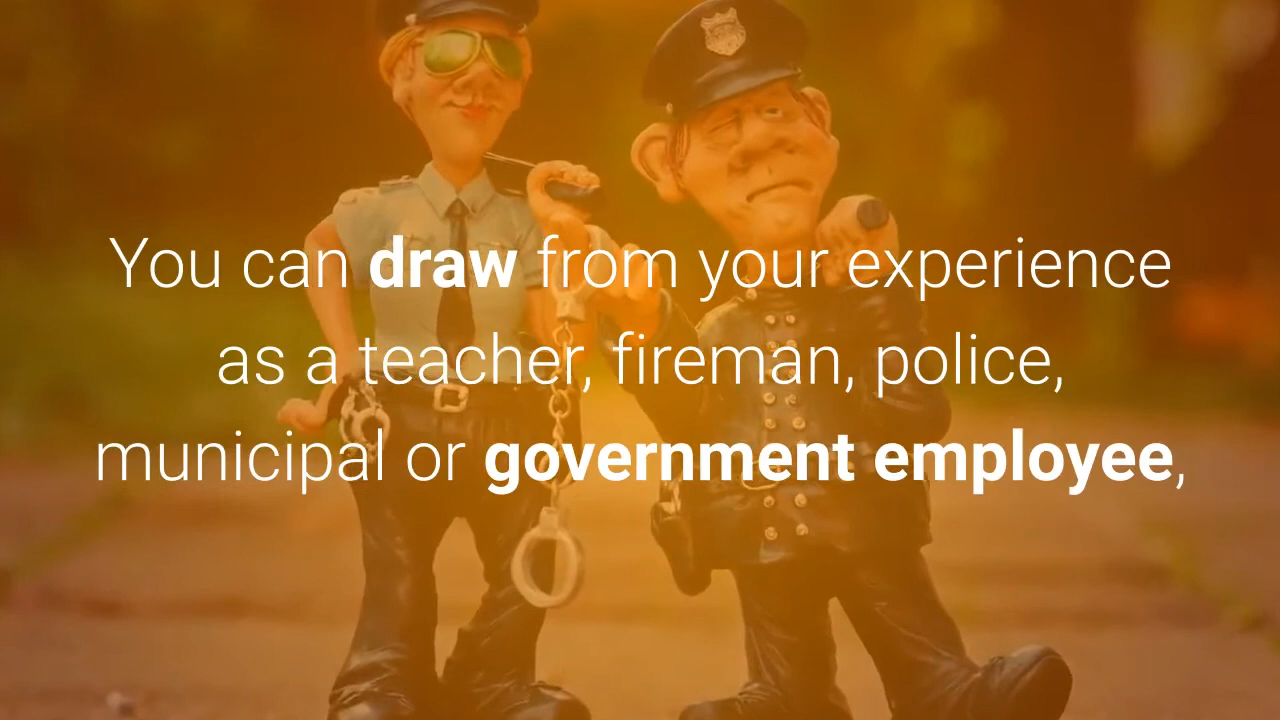 You can draw from your experience
as a teacher, fireman, police,
municipal or government employee,